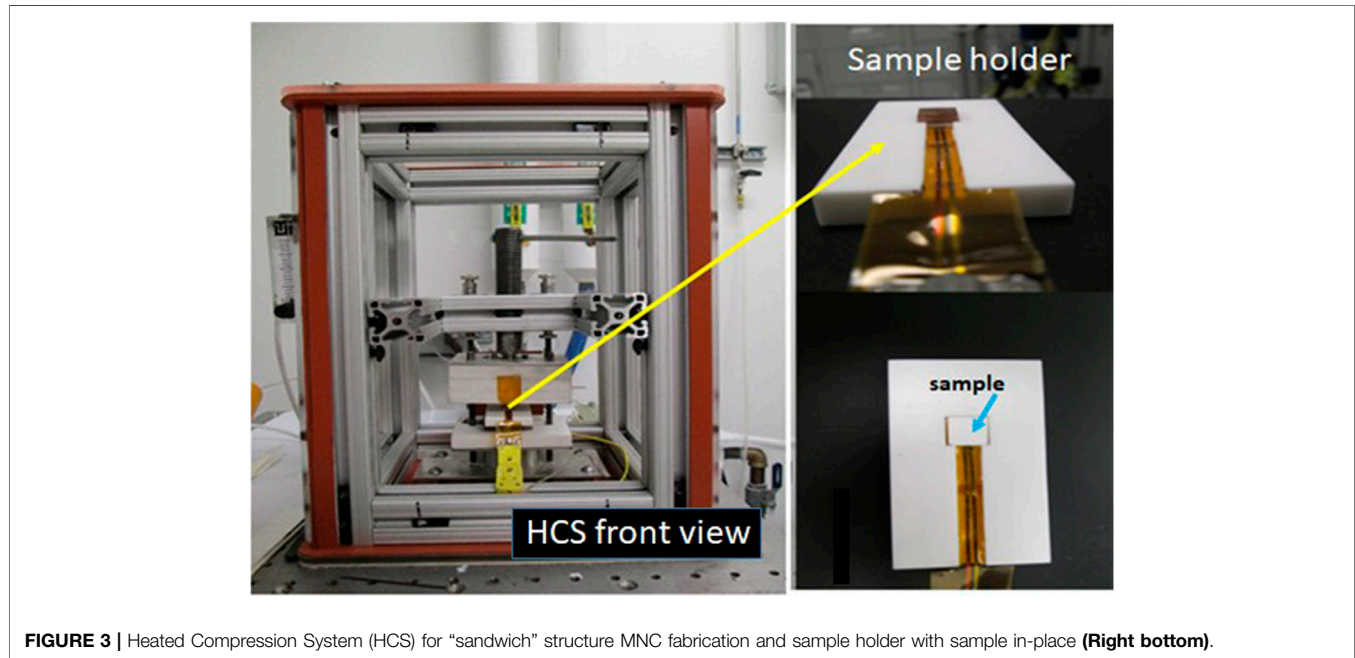 Sample holder
sample
HCS front view
FIGURE 3 | Heated Compression System (HCS) for “sandwich” structure MNC fabrication and sample holder with sample in-place (Right bottom).